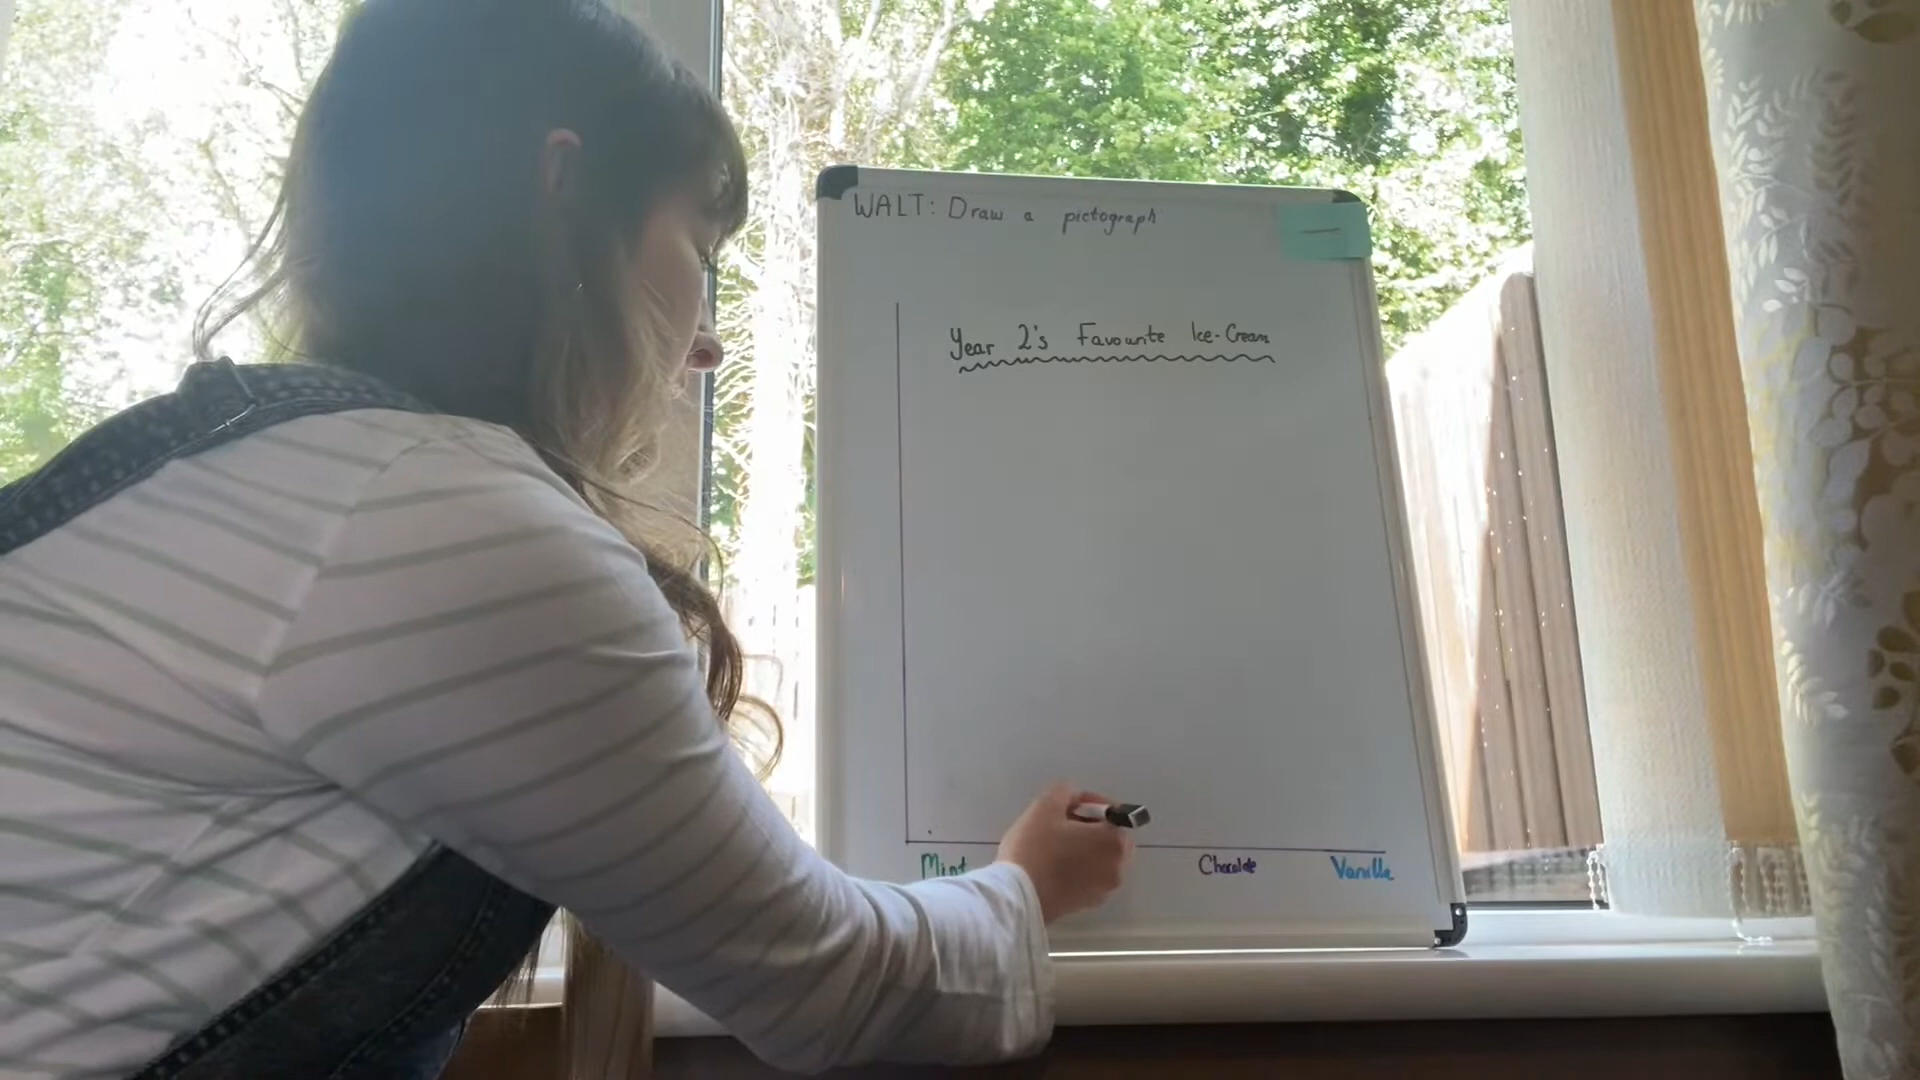 WALT: Draw a pictograph
Year 2's Favourite Ice-Cream
Mint Chocolate Vanilla